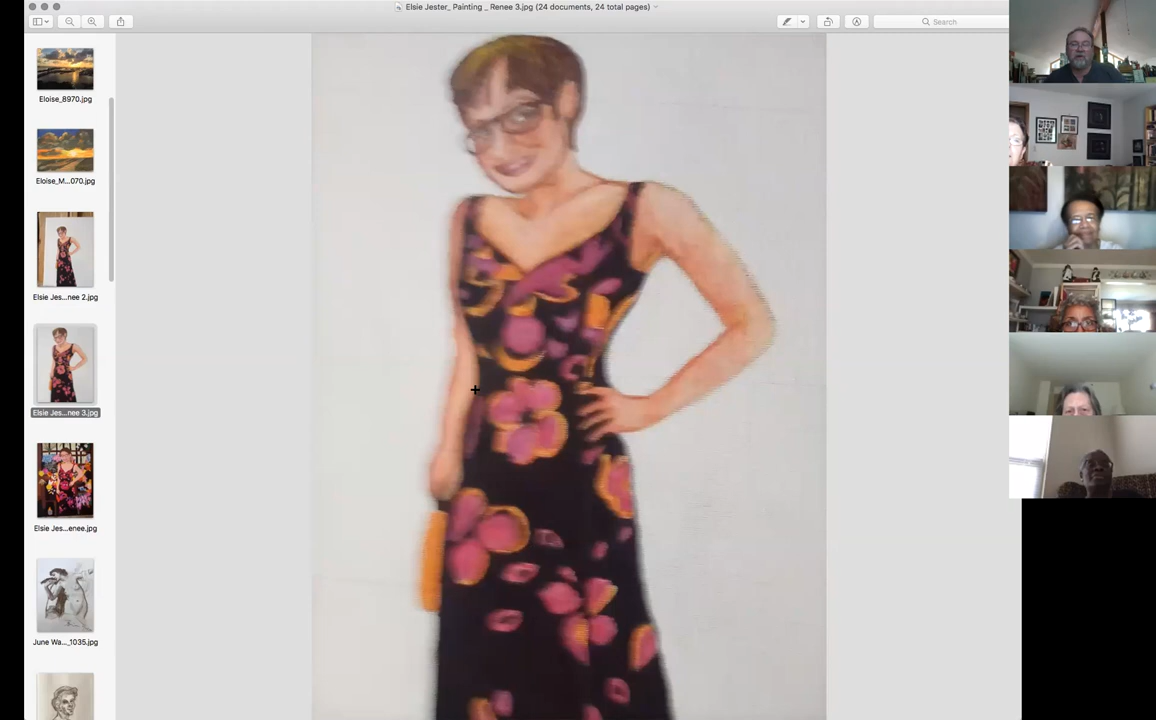 Elsie Jester_ Painting _ Renee 3.jpg (24 documents, 24 total pages)
Search
Eloise_8970.jpg
Eloise_M...070.jpg
Elsie Jes...nee 2.jpg
Elsie Jes...nee 3.jpg
Elsie Jes...enee.jpg
June Wa..._1035.jpg